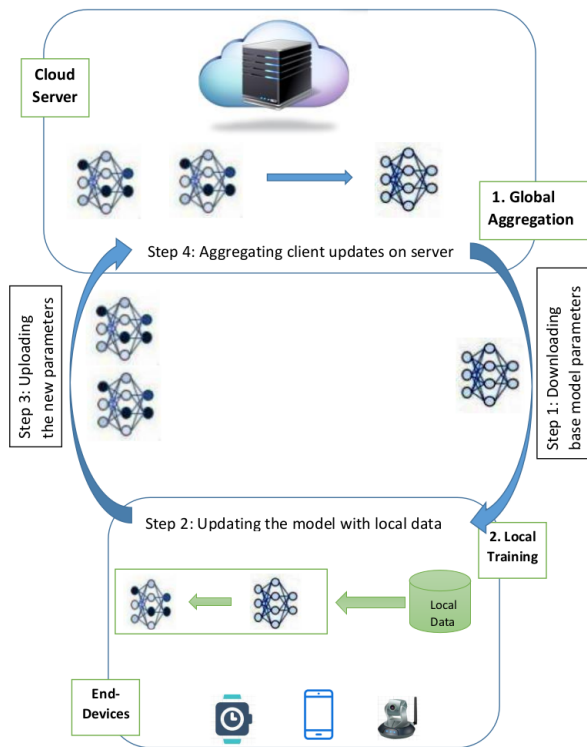 Cloud
Server
1. Global
Aggregation
Step 4: Aggregating client updates on server
Step 3: Uploading
the new parameters
Step 1: Downloading
base model parameters
Step 2: Updating the model with local data
2. Local
Training
Local
Data
End-
Devices